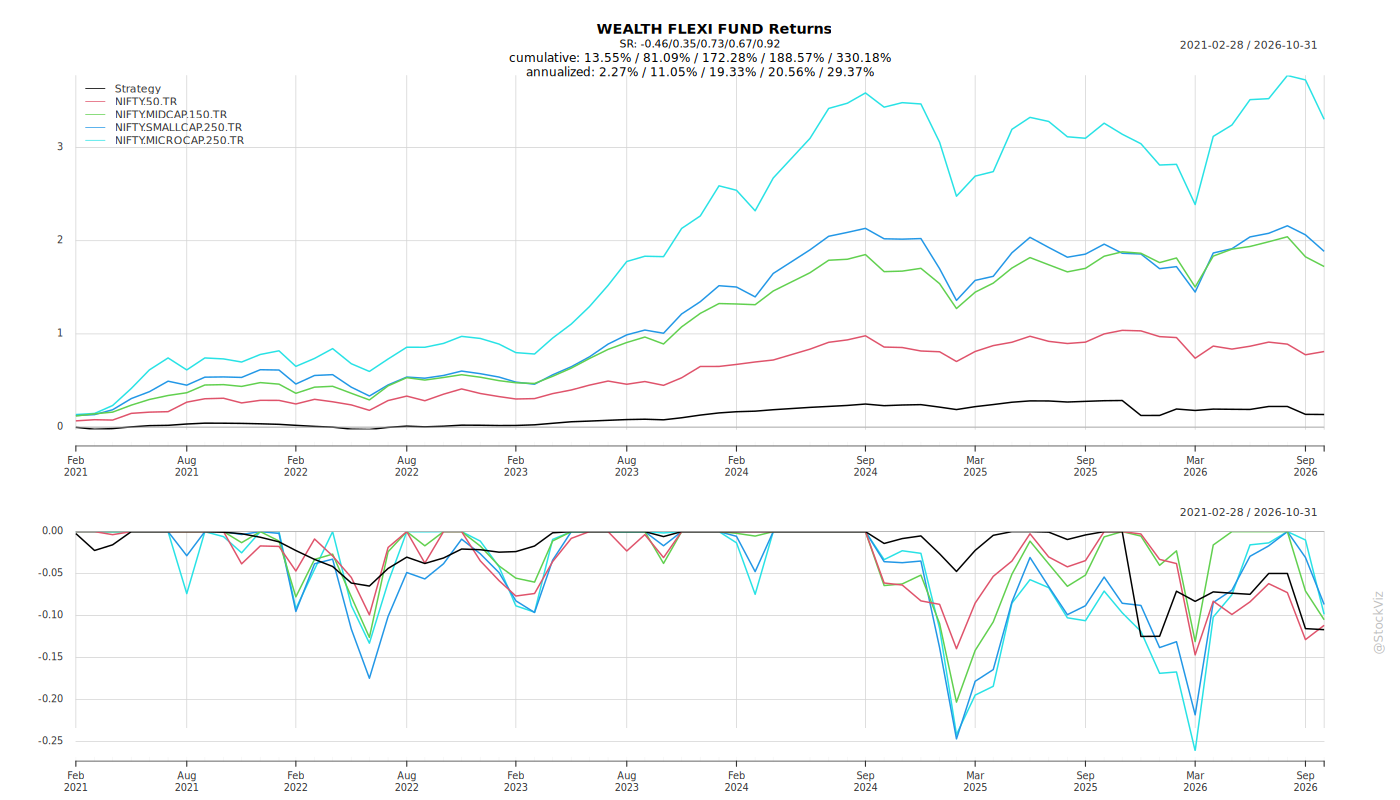 WEALTH FLEXI FUND Returns
SR: -0.46/0.35/0.73/0.67/0.92
2021-02-28 / 2026-10-31
cumulative: 13.55% / 81.09% / 172.28% / 188.57% / 330.18%
annualized: 2.27% / 11.05% / 19.33% / 20.56% / 29.37%
Strategy
NIFTY.50.TR
NIFTY.MIDCAP.150.TR
NIFTY.SMALLCAP.250.TR
NIFTY.MICROCAP.250.TR
3
2
1
0
Feb Aug Feb Aug Feb Aug Feb Sep Mar Sep Mar Sep
2021 2021 2022 2022 2023 2023 2024 2024 2025 2025 2026 2026
2021-02-28 / 2026-10-31
0.00
-0.05
-0.10
-0.15
-0.20
-0.25
Feb Aug Feb Aug Feb Aug Feb Sep Mar Sep Mar Sep
2021 2021 2022 2022 2023 2023 2024 2024 2025 2025 2026 2026
@StockViz